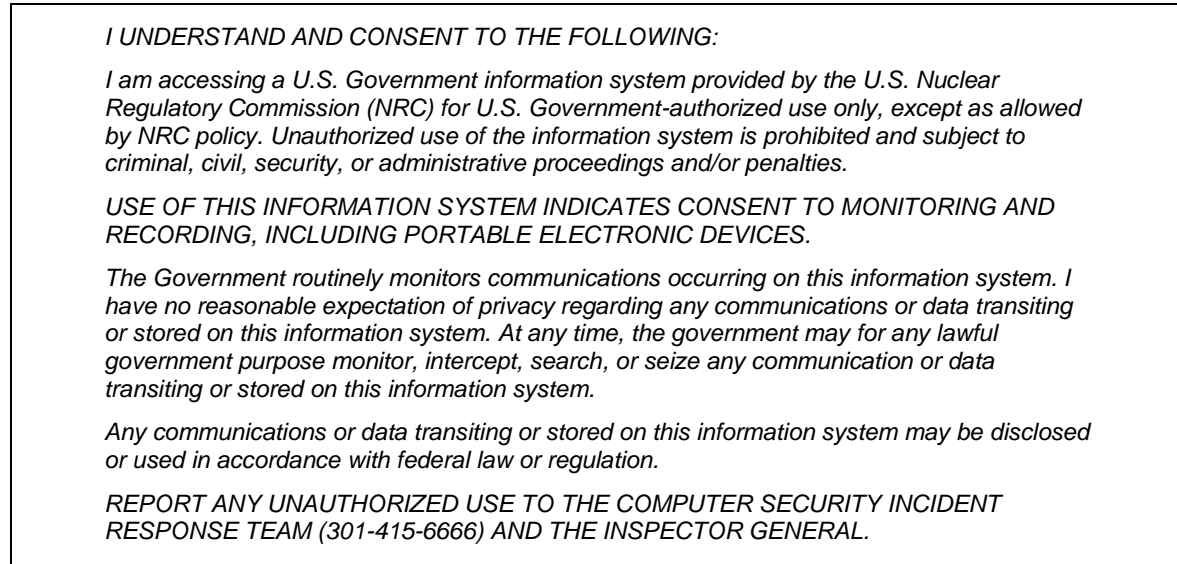 I UNDERSTAND AND CONSENT TO THE FOLLOWING:
I am accessing a U.S. Government information system provided by the U.S. Nuclear
Regulatory Commission (NRC) for U.S. Government-authorized use only, except as allowed
by NRC policy. Unauthorized use of the information system is prohibited and subject to
criminal, civil, security, or administrative proceedings and/or penalties.
USE OF THIS INFORMATION SYSTEM INDICATES CONSENT TO MONITORING AND
RECORDING, INCLUDING PORTABLE ELECTRONIC DEVICES.
The Government routinely monitors communications occurring on this information system. I
have no reasonable expectation of privacy regarding any communications or data transiting
or stored on this information system. At any time, the government may for any lawful
government purpose monitor, intercept, search, or seize any communication or data
transiting or stored on this information system.
Any communications or data transiting or stored on this information system may be disclosed
or used in accordance with federal law or regulation.
REPORT ANY UNAUTHORIZED USE TO THE COMPUTER SECURITY INCIDENT
RESPONSE TEAM (301-415-6666) AND THE INSPECTOR GENERAL.